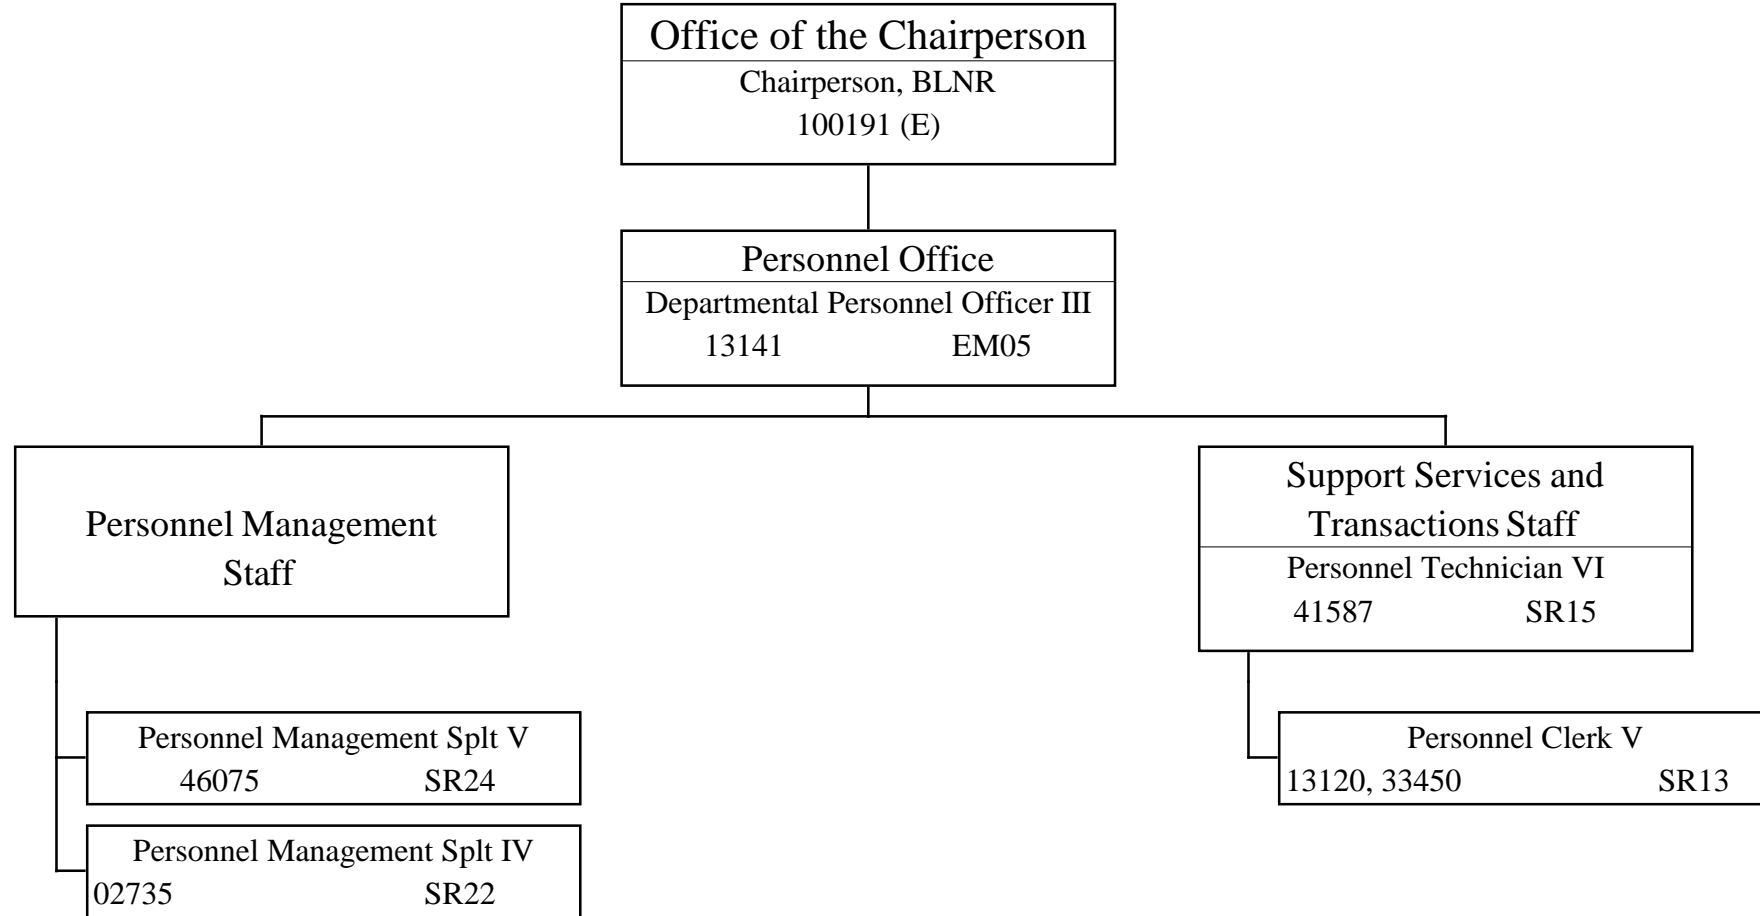 Office of the Chairperson
Chairperson, BLNR
100191 (E)
Personnel Office
Departmental Personnel Officer III
13141 EM05
Personnel Management
Staff
Support Services and
Transactions Staff
Personnel Technician VI
41587 SR15
Personnel Management Splt V
46075 SR24
Personnel Management Splt IV
02735 SR22
Personnel Clerk V
13120, 33450 SR13